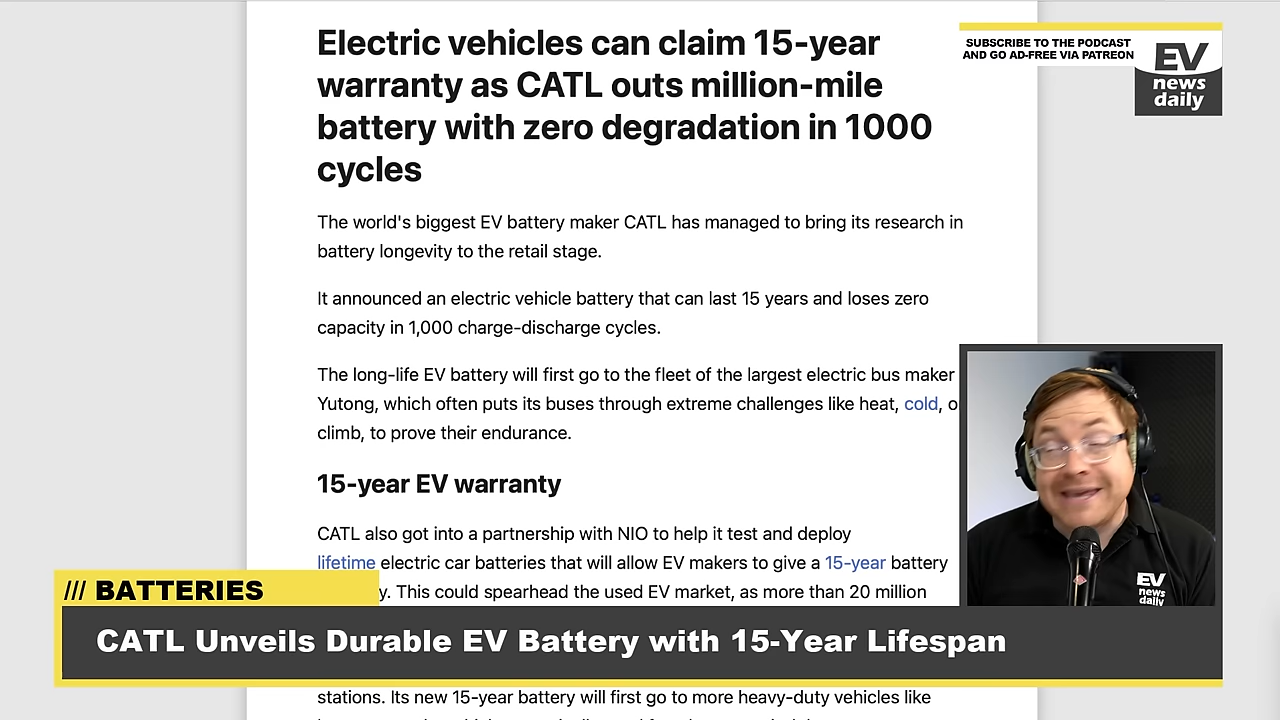 Electric vehicles can claim 15-year
warranty as CATL outs million-mile
battery with zero degradation in 1000
cycles
The world's biggest EV battery maker CATL has managed to bring its research in
battery longevity to the retail stage.
It announced an electric vehicle battery that can last 15 years and loses zero
capacity in 1,000 charge-discharge cycles.
The long-life EV battery will first go to the fleet of the largest electric bus maker
Yutong, which often puts its buses through extreme challenges like heat, cold,
climb, to prove their endurance.
15-year EV warranty
CATL also got into a partnership with NIO to help it test and deploy
lifetime electric car batteries that will allow EV makers to give a 15-year battery
This could spearhead the used EV market, as more than 20 million
stations. Its new 15-year battery will first go to more heavy-duty vehicles like
SUBSCRIBE TO THE PODCAST
AND GO AD-FREE VIA PATREON
EV
news
daily
EV
news
daily
/// BATTERIES
CATL Unveils Durable EV Battery with 15-Year Lifespan